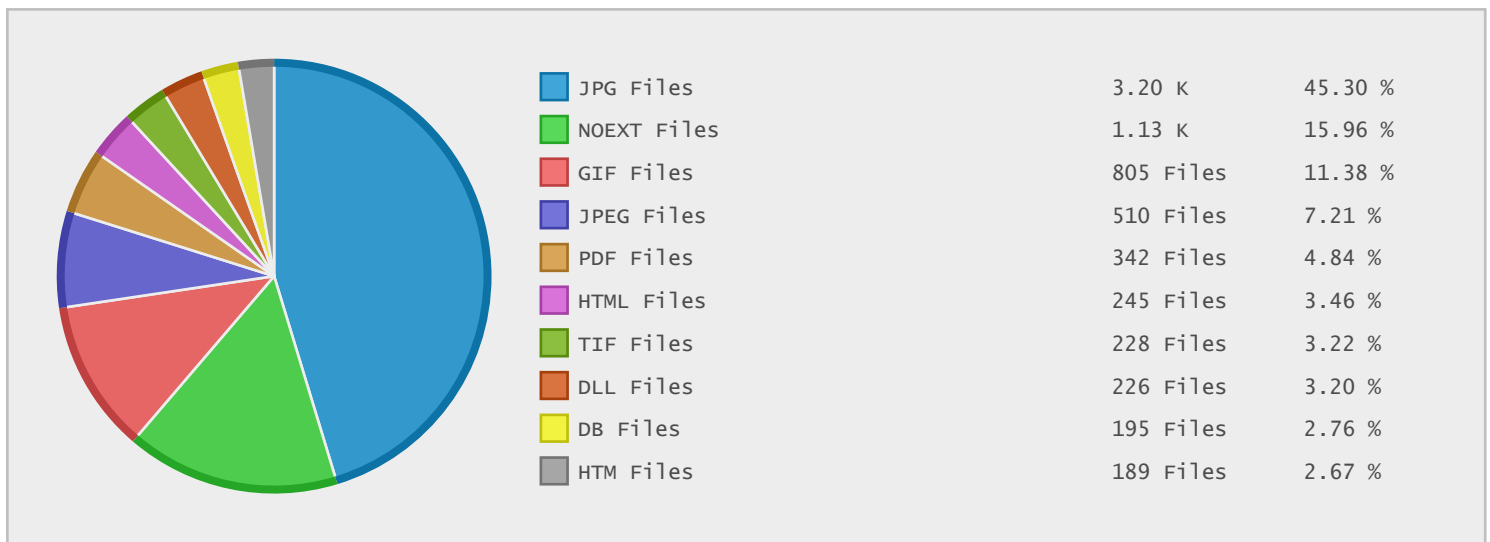 JPG Files 3.20 K 45.30 %
NOEXT Files 1.13 K 15.96 %
GIF Files 805 Files 11.38 %
JPEG Files 510 Files 7.21 %
PDF Files 342 Files 4.84 %
HTML Files 245 Files 3.46 %
TIF Files 228 Files 3.22 %
DLL Files 226 Files 3.20 %
DB Files 195 Files 2.76 %
HTM Files 189 Files 2.67 %